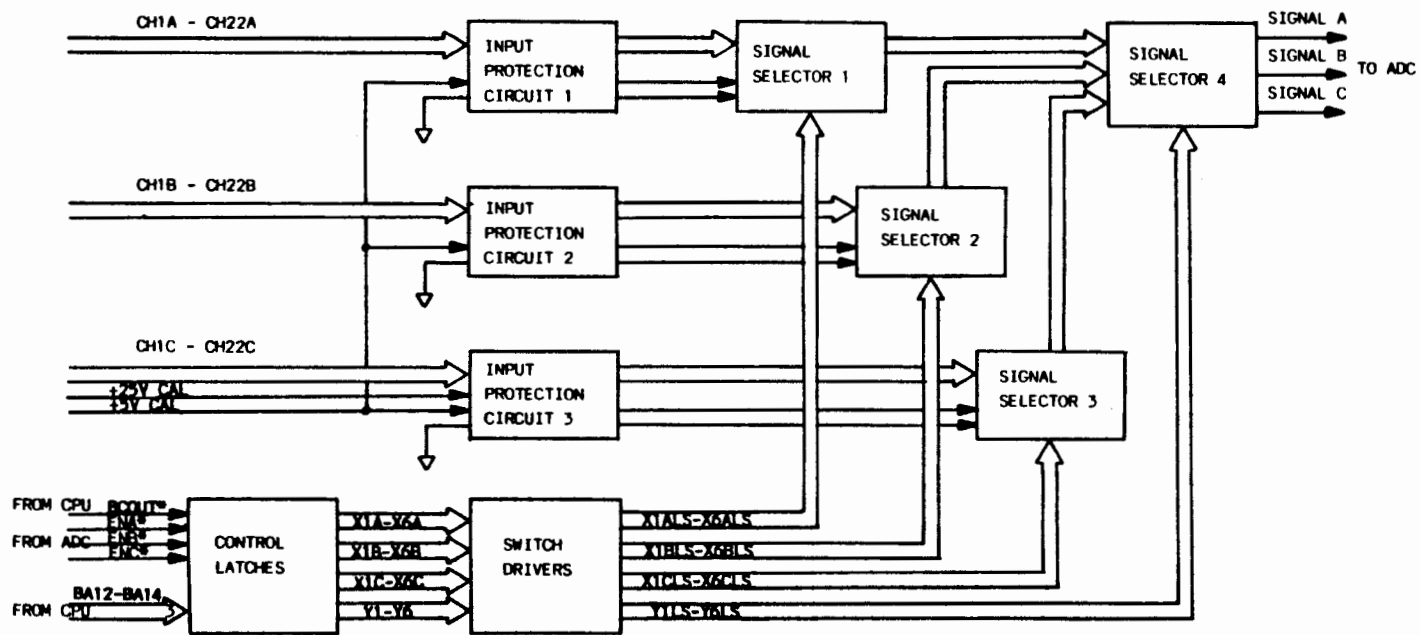 CH1A - CH22A
INPUT
PROTECTION
CIRCUIT 1
SIGNAL
SELECTOR 1
SIGNAL
SELECTOR 4
SIGNAL A
SIGNAL B
SIGNAL C
TO ADC
CH1B - CH22B
INPUT
PROTECTION
CIRCUIT 2
SIGNAL
SELECTOR 2
CH1C - CH22C
+25V CAL
+5V CAL
INPUT
PROTECTION
CIRCUIT 3
SIGNAL
SELECTOR 3
FROM CPU
BCOUT*
ENA*
FROM ADC
ENB*
ENC*
BA12-BA14
FROM CPU
CONTROL
LATCHES
X1A-X6A
X1B-X6B
X1C-X6C
Y1-Y6
SWITCH
DRIVERS
X1ALS-X6ALS
X1BLS-X6BLS
X1CLS-X6CLS
Y1LS-Y6LS